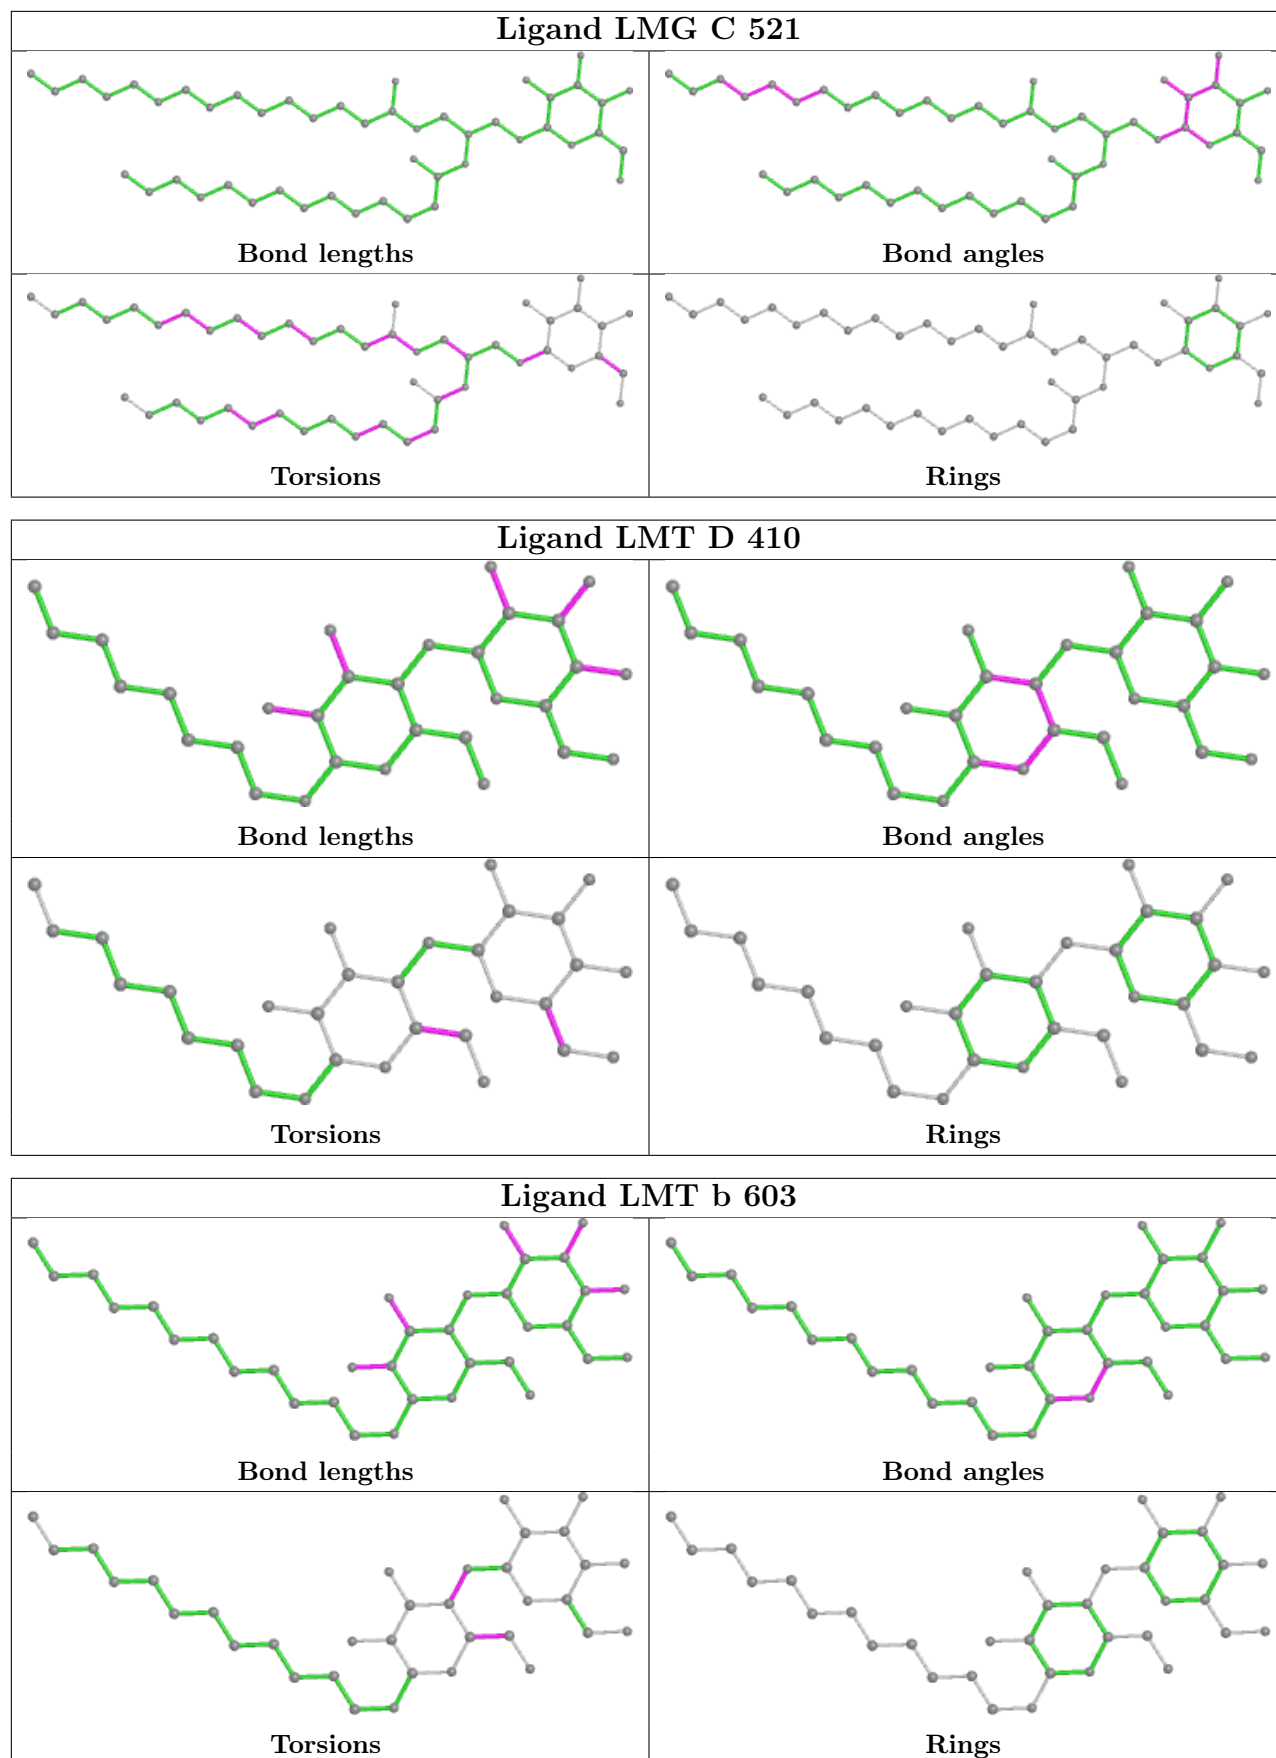 Ligand LMG C 521
Bond lengths
Bond angles
Torsions
Rings
Ligand LMT D 410
Bond lengths
Bond angles
Torsions
Rings
Ligand LMT b 603
Bond lengths
Bond angles
Torsions
Rings